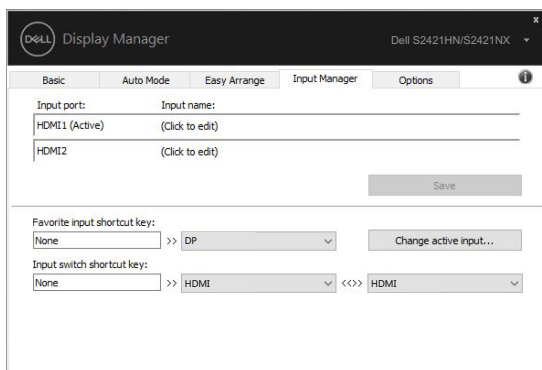 DELL Display Manager
Dell S2421HN/S2421NX
x
Basic Auto Mode Easy Arrange Input Manager Options i
Input port: Input name:
HDMI1 (Active) (Click to edit)
HDMI2 (Click to edit)
Save
Favorite input shortcut key:
None >> DP Change active input...
Input switch shortcut key:
None >> HDMI <<>> HDMI